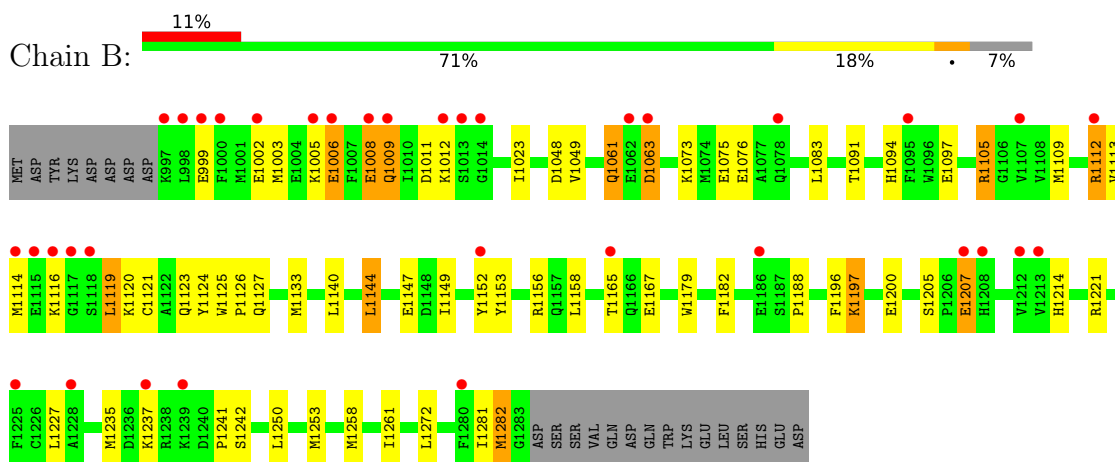 11%
Chain B:
71% 18% • 7%
MET ASP TYR LYS ASP ASP ASP ASP K997 L998 E999 F1000 M1001 E1002 M1003 E1004 K1005 E1006 F1007 E1008 Q1009 I1010 D1011 K1012 S1013 G1014 I1023 D1048 V1049 Q1061 E1062 D1063 K1073 M1074 E1075 E1076 A1077 Q1078 L1083 T1091 H1094 F1095 W1096 E1097 R1105 G1106 V1107 V1108 M1109 R1112 V1113
M1114 E1115 K1116 G1117 S1118 L1119 K1120 C1121 A1122 Q1123 Y1124 W1125 P1126 Q1127 M1133 L1140 L1144 E1147 D1148 I1149 Y1152 Y1153 R1156 Q1157 L1158 T1165 Q1166 E1167 W1179 F1182 E1186 S1187 P1188 F1196 K1197 E1200 S1205 P1206 E1207 H1208 V1212 V1213 H1214 R1221
F1225 C1226 L1227 A1228 M1235 D1236 K1237 R1238 K1239 D1240 P1241 S1242 L1250 M1253 M1258 I1261 L1272 F1280 I1281 M1282 G1283 ASP SER SER VAL GLN ASP GLN TRP LYS GLU LEU SER HIS GLU ASP